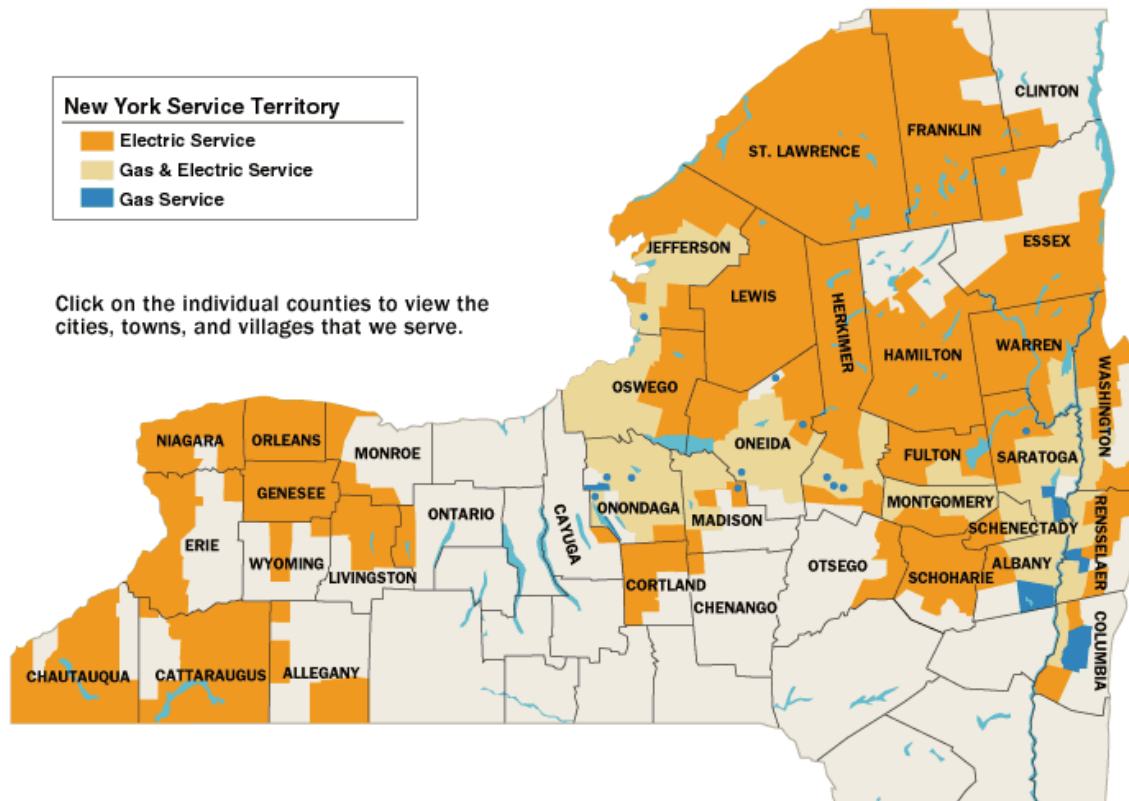 New York Service Territory
Electric Service
Gas & Electric Service
Gas Service
Click on the individual counties to view the
cities, towns, and villages that we serve.
CLINTON
FRANKLIN
ST. LAWRENCE
ESSEX
JEFFERSON
LEWIS
HERKIMER
HAMILTON
WARREN
WASHINGTON
OSWEGO
ONEIDA
NIAGARA
ORLEANS
MONROE
FULTON
SARATOGA
GENESEE
MONTGOMERY
ONTARIO
CAYUGA
ONONDAGA
MADISON
SCHENECTADY
RENSSELAER
ERIE
WYOMING
LIVINGSTON
OTSEGO
ALBANY
SCHOHARIE
CORTLAND
CHENANGO
COLUMBIA
CHAUTAUQUA
CATTARAUGUS
ALLEGANY